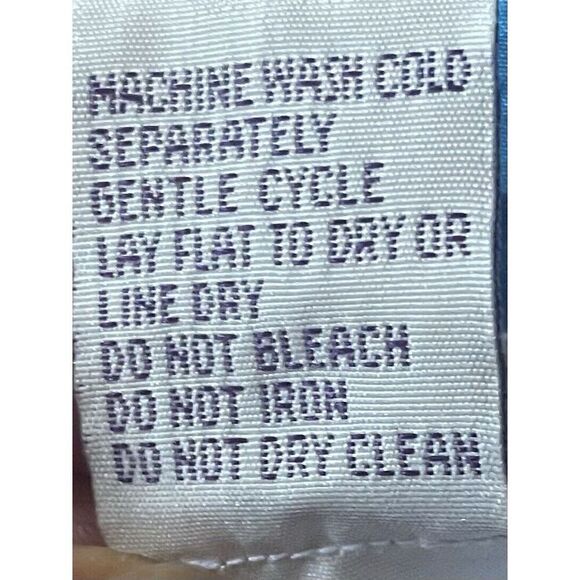 MACHINE WASH COLD
SEPARATELY
GENTLE CYCLE
LAY FLAT TO DRY OR
LINE DRY
DO NOT BLEACH
DO NOT IRON
DO NOT DRY CLEAN